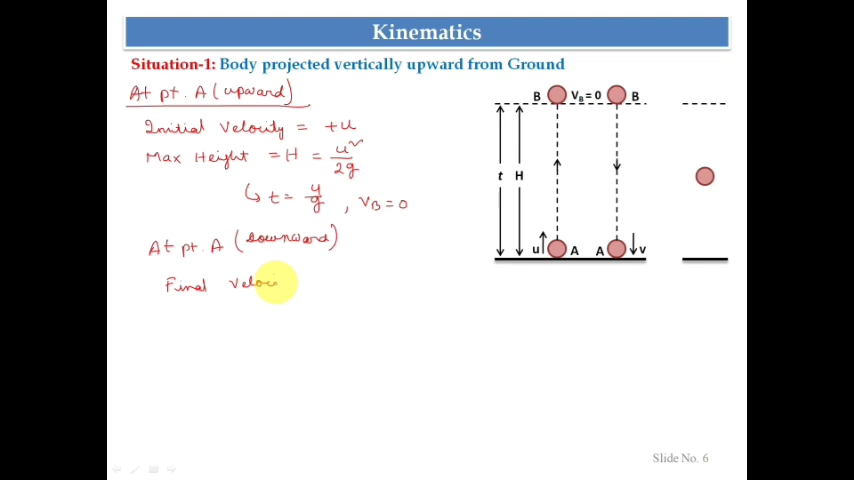 Kinematics
Situation-1: Body projected vertically upward from Ground
At pt. A (upward)
Initial Velocity = +u
Max Height = H = u²/2g
↳ t = u/g , VB = 0
At pt. A (Downward)
Final Veloci
B VB = 0 B
t H
u A A v
Slide No. 6